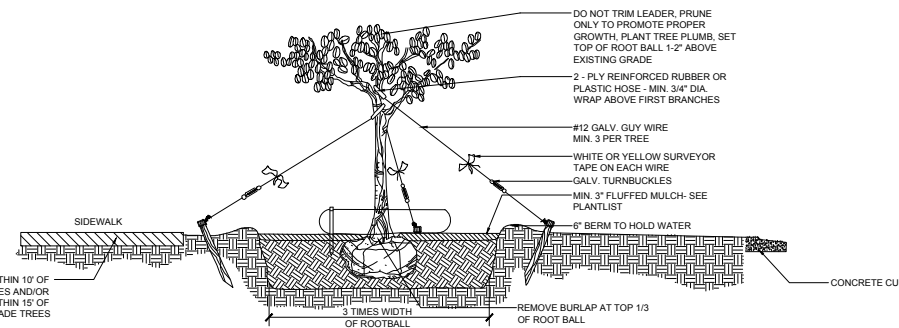 DO NOT TRIM LEADER, PRUNE
ONLY TO PROMOTE PROPER
GROWTH, PLANT TREE PLUMB, SET
TOP OF ROOT BALL 1-2" ABOVE
EXISTING GRADE
2 - PLY REINFORCED RUBBER OR
PLASTIC HOSE - MIN. 3/4" DIA.
WRAP ABOVE FIRST BRANCHES
#12 GALV. GUY WIRE
MIN. 3 PER TREE
WHITE OR YELLOW SURVEYOR
TAPE ON EACH WIRE
GALV. TURNBUCKLES
MIN. 3" FLUFFED MULCH- SEE
PLANTLIST
6" BERM TO HOLD WATER
SIDEWALK
THIN 10' OF
ES AND/OR
THIN 15' OF
ADE TREES
CONCRETE CU
3 TIMES WIDTH
OF ROOTBALL
REMOVE BURLAP AT TOP 1/3
OF ROOT BALL